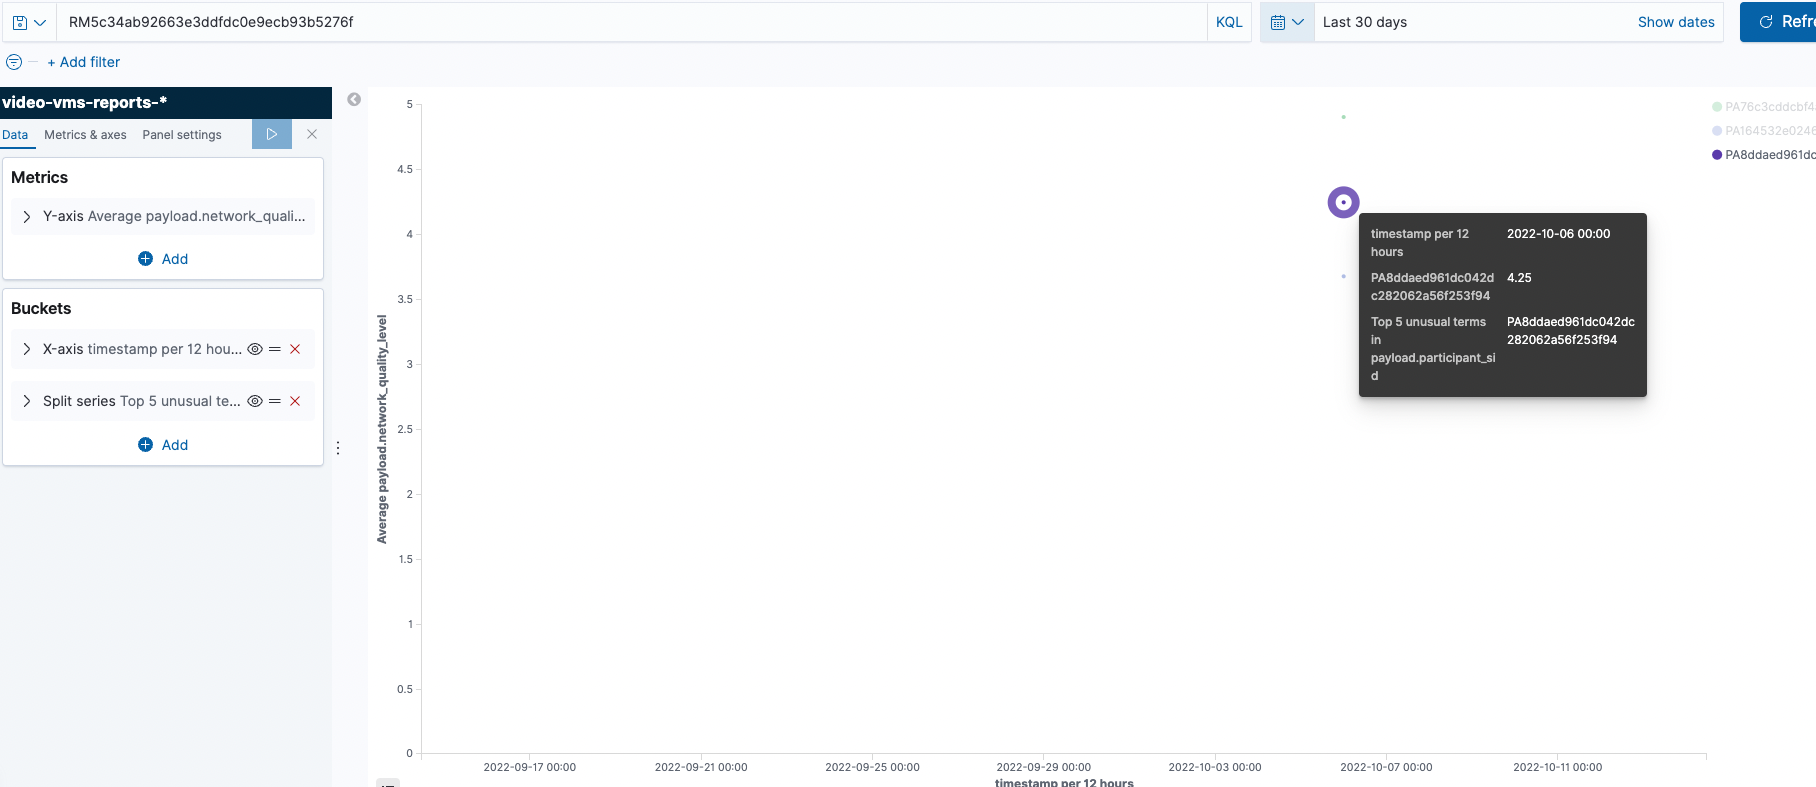 RM5c34ab92663e3ddfdc0e9ecb93b5276f
KQL
Last 30 days
Show dates
Refre
+ Add filter
video-vms-reports-*
Data
Metrics & axes
Panel settings
Metrics
Y-axis Average payload.network_quali...
Add
Buckets
X-axis timestamp per 12 hou...
Split series Top 5 unusual te...
Add
Average payload.network_quality_level
5
4.5
4
3.5
3
2.5
2
1.5
1
0.5
0
2022-09-17 00:00
2022-09-21 00:00
2022-09-25 00:00
2022-09-29 00:00
2022-10-03 00:00
2022-10-07 00:00
2022-10-11 00:00
timestamp per 12 hours
timestamp per 12 2022-10-06 00:00
hours
PA8ddaed961dc042d 4.25
c282062a56f253f94
Top 5 unusual terms PA8ddaed961dc042dc
in 282062a56f253f94
payload.participant_si
d
PA76c3cddcbf4
PA164532e0246
PA8ddaed961dc